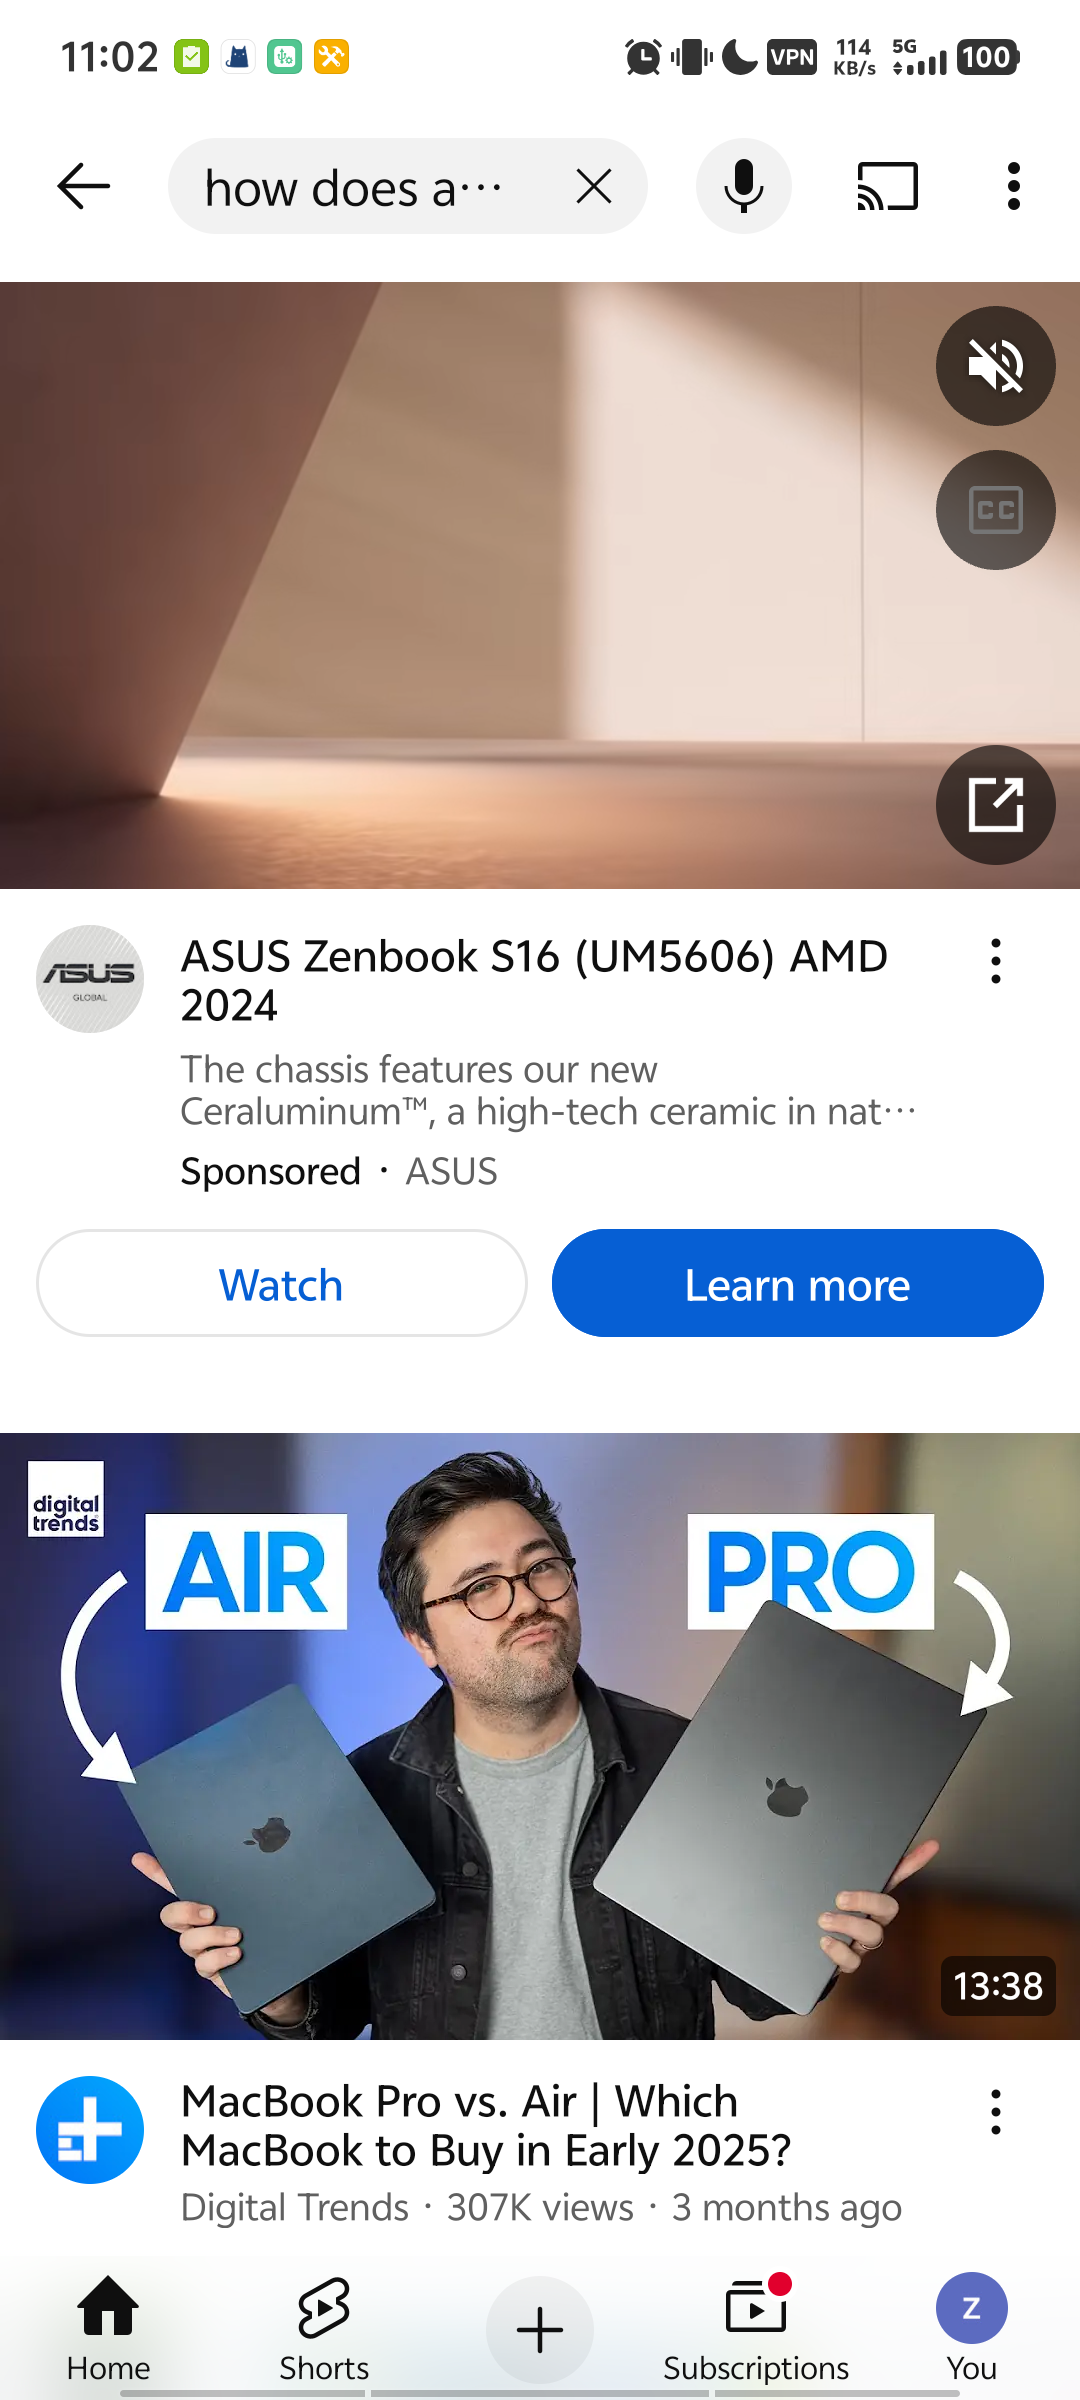 11:02
VPN
114
KB/s
5G
100
how does a···
CC
ASUS
GLOBAL
ASUS Zenbook S16 (UM5606) AMD
2024
The chassis features our new
Ceraluminum™, a high-tech ceramic in nat···
Sponsored · ASUS
Watch
Learn more
digital
trends
AIR
PRO
13:38
MacBook Pro vs. Air | Which
MacBook to Buy in Early 2025?
Digital Trends · 307K views · 3 months ago
Home
Shorts
Subscriptions
Z
You